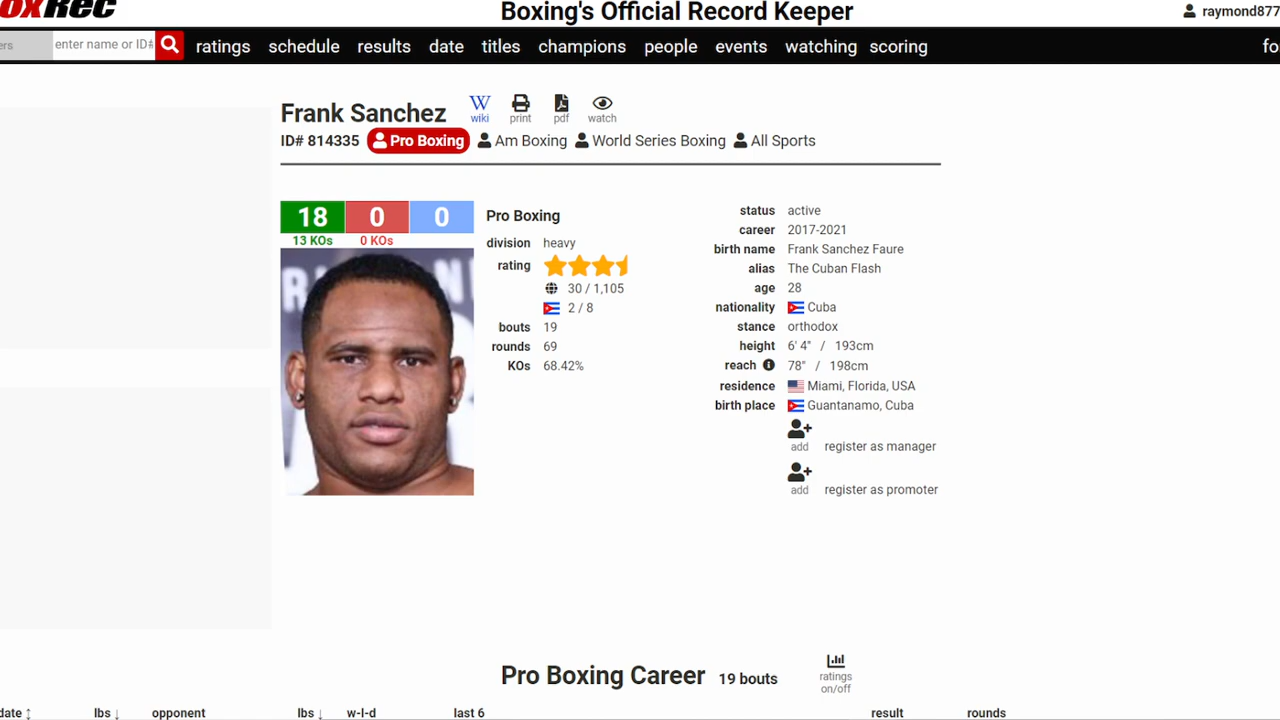 oxRec
Boxing's Official Record Keeper
raymond877
ers
enter name or ID#
ratings schedule results date titles champions people events watching scoring fo
Frank Sanchez
W
wiki print pdf watch
ID# 814335 Pro Boxing Am Boxing World Series Boxing All Sports
18 0 0
13 KOs 0 KOs
Pro Boxing
division heavy
rating
30 / 1,105
2 / 8
bouts 19
rounds 69
KOs 68.42%
status active
career 2017-2021
birth name Frank Sanchez Faure
alias The Cuban Flash
age 28
nationality Cuba
stance orthodox
height 6' 4" / 193cm
reach 78" / 198cm
residence Miami, Florida, USA
birth place Guantanamo, Cuba
add register as manager
add register as promoter
Pro Boxing Career 19 bouts
ratings
on/off
date lbs opponent lbs w-l-d last 6 result rounds